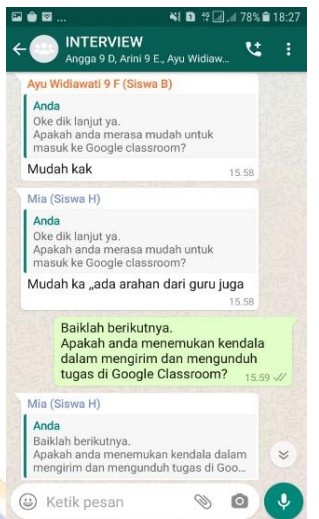 78% 18:27
INTERVIEW
Angga 9 D, Arini 9 E., Ayu Widiaw...
Ayu Widiawati 9 F (Siswa B)
Anda
Oke dik lanjut ya.
Apakah anda merasa mudah untuk
masuk ke Google classroom?
Mudah kak
15.58
Mia (Siswa H)
Anda
Oke dik lanjut ya.
Apakah anda merasa mudah untuk
masuk ke Google classroom?
Mudah ka ,,ada arahan dari guru juga
15.58
Baiklah berikutnya.
Apakah anda menemukan kendala
dalam mengirim dan mengunduh
tugas di Google Classroom?
15.59
Mia (Siswa H)
Anda
Baiklah berikutnya.
Apakah anda menemukan kendala dalam
mengirim dan mengunduh tugas di Goo...
Ketik pesan